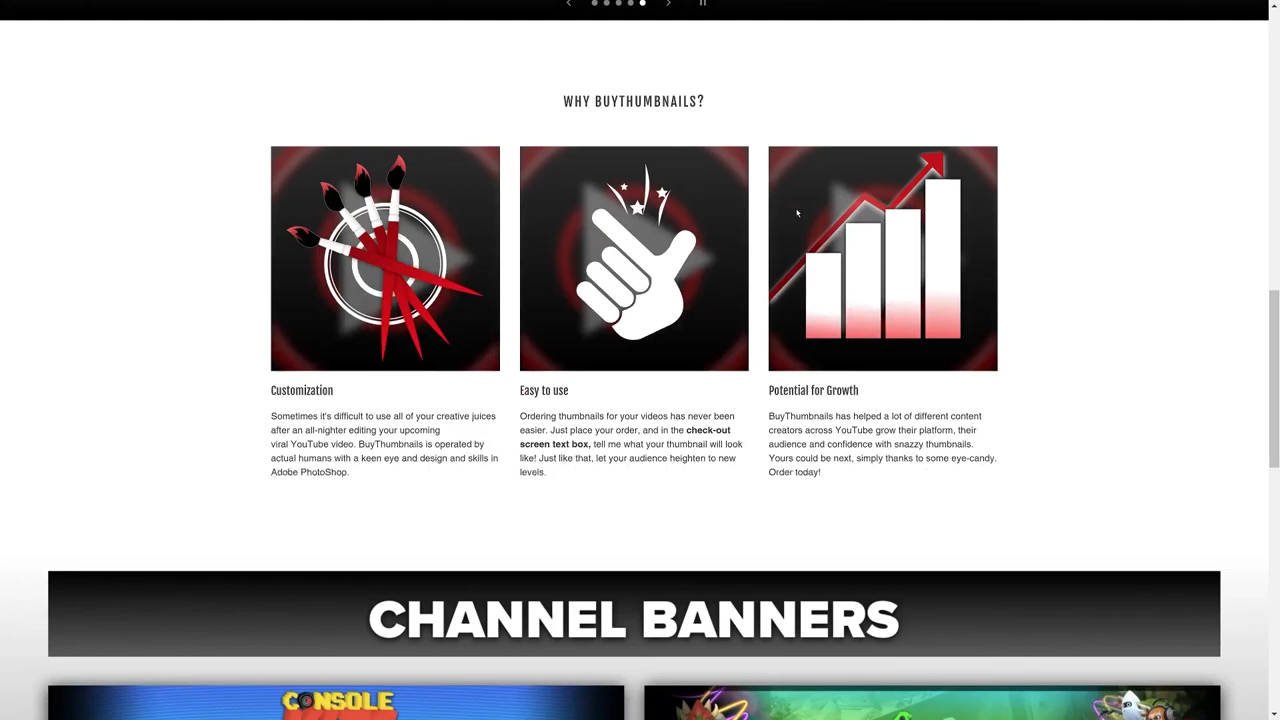 WHY BUYTHUMBNAILS?
Customization
Sometimes it's difficult to use all of your creative juices
after an all-nighter editing your upcoming
viral YouTube video. BuyThumbnails is operated by
actual humans with a keen eye and design and skills in
Adobe PhotoShop.
Easy to use
Ordering thumbnails for your videos has never been
easier. Just place your order, and in the check-out
screen text box, tell me what your thumbnail will look
like! Just like that, let your audience heighten to new
levels.
Potential for Growth
BuyThumbnails has helped a lot of different content
creators across YouTube grow their platform, their
audience and confidence with snazzy thumbnails.
Yours could be next, simply thanks to some eye-candy.
Order today!
CHANNEL BANNERS
CONSOLE